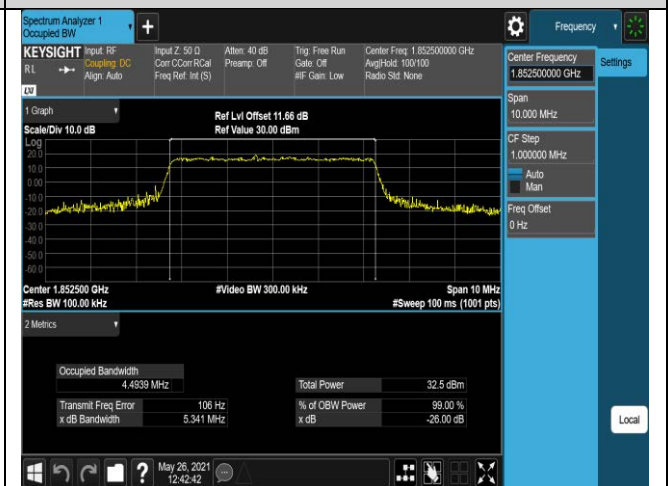 Spectrum Analyzer 1
Occupied BW
Frequency
KEYSIGHT
RL
LXI
Input: RF
Coupling: DC
Align: Auto
Input Z: 50 Ω
Corr CCorr RCal
Freq Ref: Int (S)
Atten: 40 dB
Preamp: Off
Trig: Free Run
Gate: Off
#IF Gain: Low
Center Freq: 1.852500000 GHz
Avg|Hold: 100/100
Radio Std: None
Center Frequency
1.852500000 GHz
Settings
Span
10.000 MHz
CF Step
1.000000 MHz
Auto
Man
Freq Offset
0 Hz
Local
1 Graph
Scale/Div 10.0 dB
Ref Lvl Offset 11.66 dB
Ref Value 30.00 dBm
Log
20.0
10.0
0.00
-10.0
-20.0
-30.0
-40.0
-50.0
-60.0
Center 1.852500 GHz
#Video BW 300.00 kHz
Span 10 MHz
#Res BW 100.00 kHz
#Sweep 100 ms (1001 pts)
2 Metrics
Occupied Bandwidth
4.4939 MHz
Total Power 32.5 dBm
Transmit Freq Error 106 Hz
% of OBW Power 99.00 %
x dB Bandwidth 5.341 MHz
x dB -26.00 dB
?
May 26, 2021
12:42:42